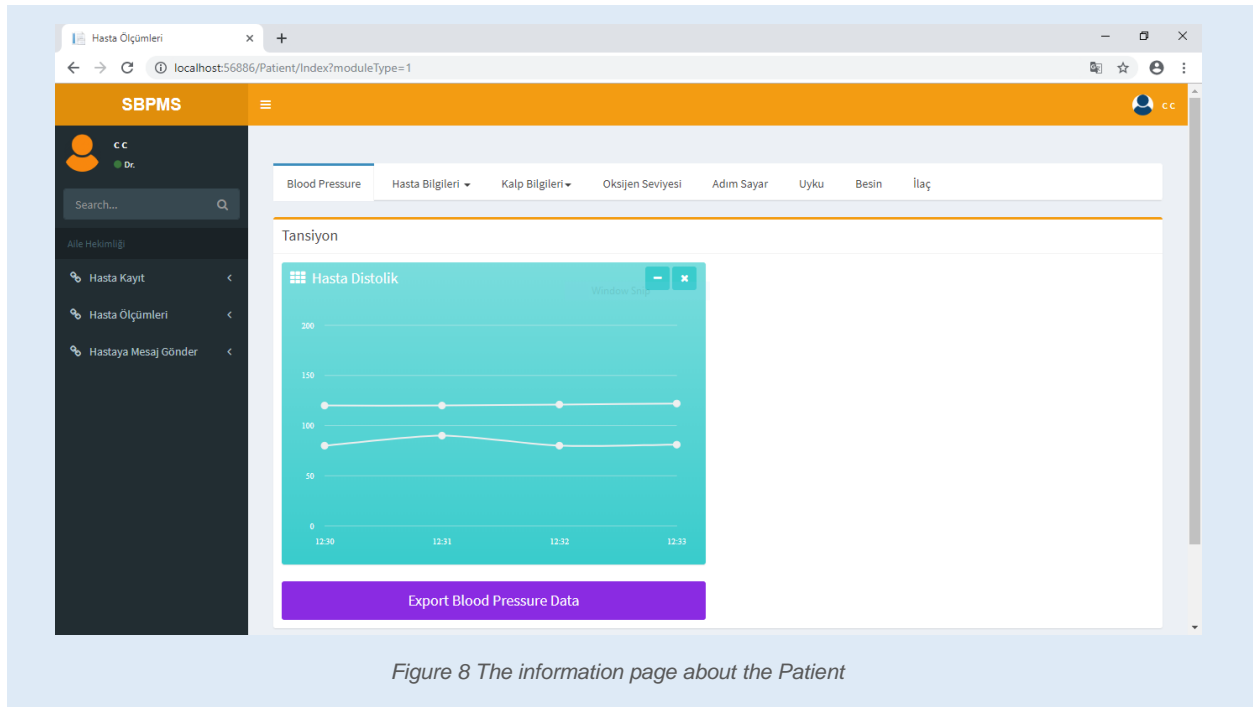 Hasta Ölçümleri
localhost:56886/Patient/Index?moduleType=1
SBPMS
c c
c c
Dr.
Search...
Aile Hekimliği
Hasta Kayıt
Hasta Ölçümleri
Hastaya Mesaj Gönder
Blood Pressure Hasta Bilgileri Kalp Bilgileri Oksijen Seviyesi Adım Sayar Uyku Besin İlaç
Tansiyon
Hasta Distolik
Window Snip
200
150
100
50
0
12:30 12:31 12:32 12:33
Export Blood Pressure Data
Figure 8 The information page about the Patient